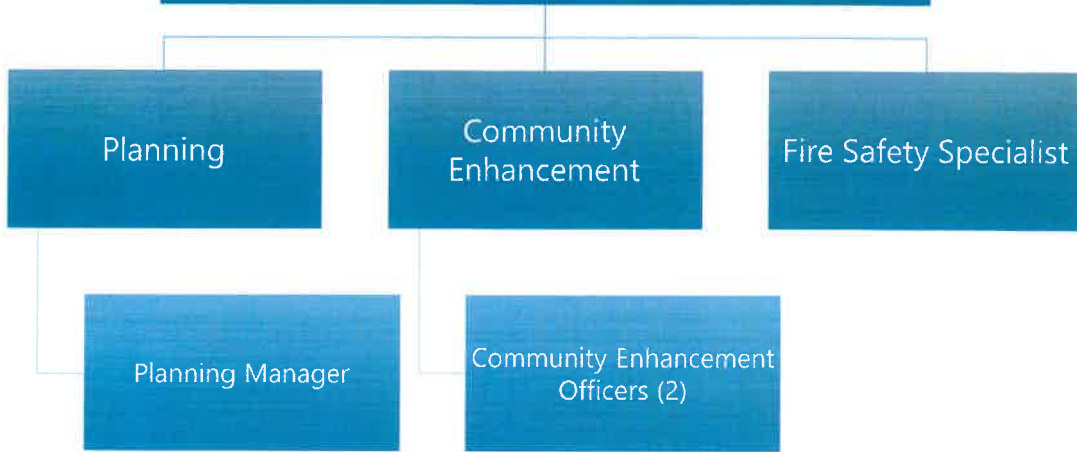 Planning
Community
Enhancement
Fire Safety Specialist
Planning Manager
Community Enhancement
Officers (2)